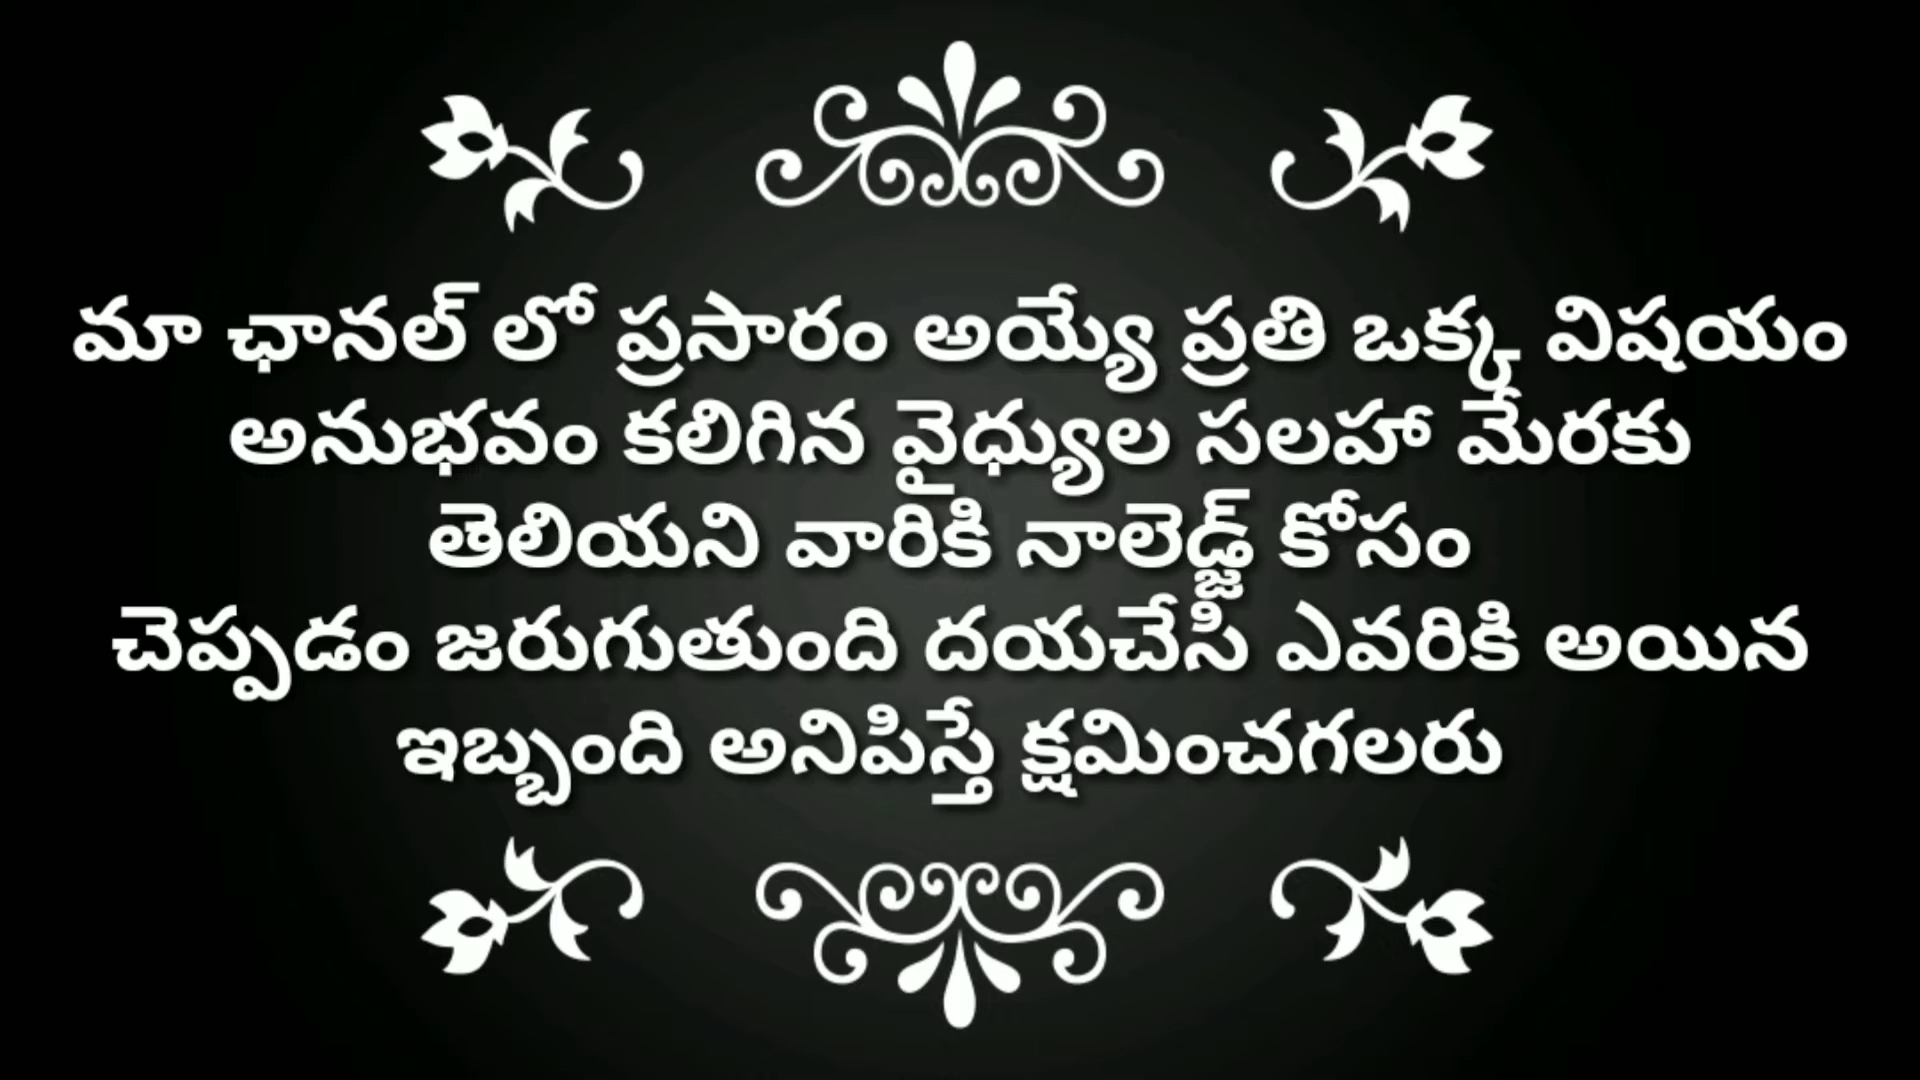 మా ఛానల్ లో ప్రసారం అయ్యే ప్రతి ఒక్క విషయం
అనుభవం కలిగిన వైధ్యుల సలహా మేరకు
తెలియని వారికి నాలెడ్జ్ కోసం
చెప్పడం జరుగుతుంది దయచేసి ఎవరికి అయిన
ఇబ్బంది అనిపిస్తే క్షమించగలరు